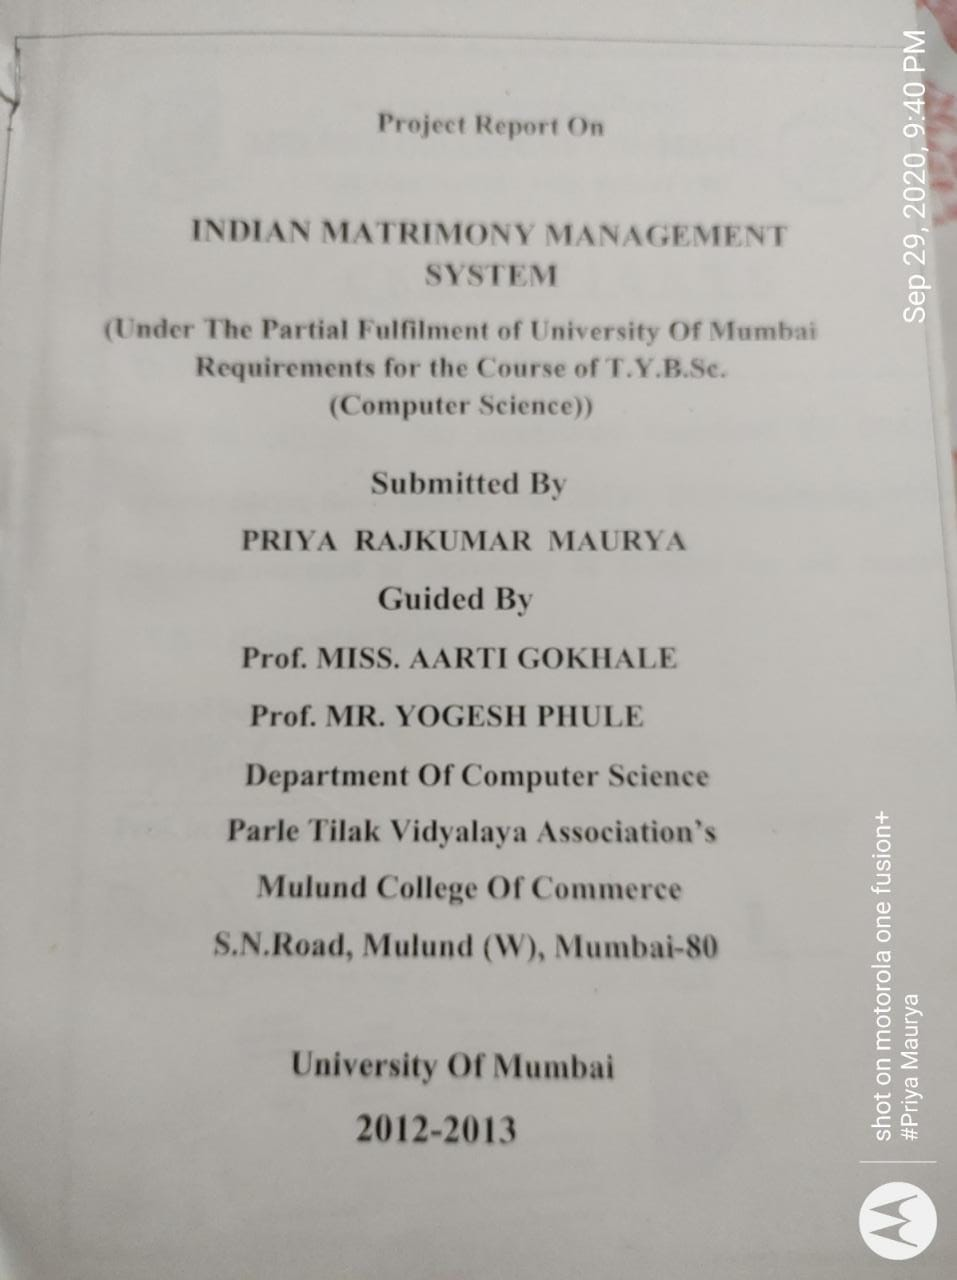 Project Report On
INDIAN MATRIMONY MANAGEMENT
SYSTEM
(Under The Partial Fulfilment of University Of Mumbai
Requirements for the Course of T.Y.B.Sc.
(Computer Science))
Submitted By
PRIYA RAJKUMAR MAURYA
Guided By
Prof. MISS. AARTI GOKHALE
Prof. MR. YOGESH PHULE
Department Of Computer Science
Parle Tilak Vidyalaya Association's
Mulund College Of Commerce
S.N.Road, Mulund (W), Mumbai-80
University Of Mumbai
2012-2013
Sep 29, 2020, 9:40 PM
shot on motorola one fusion+
#Priya Maurya